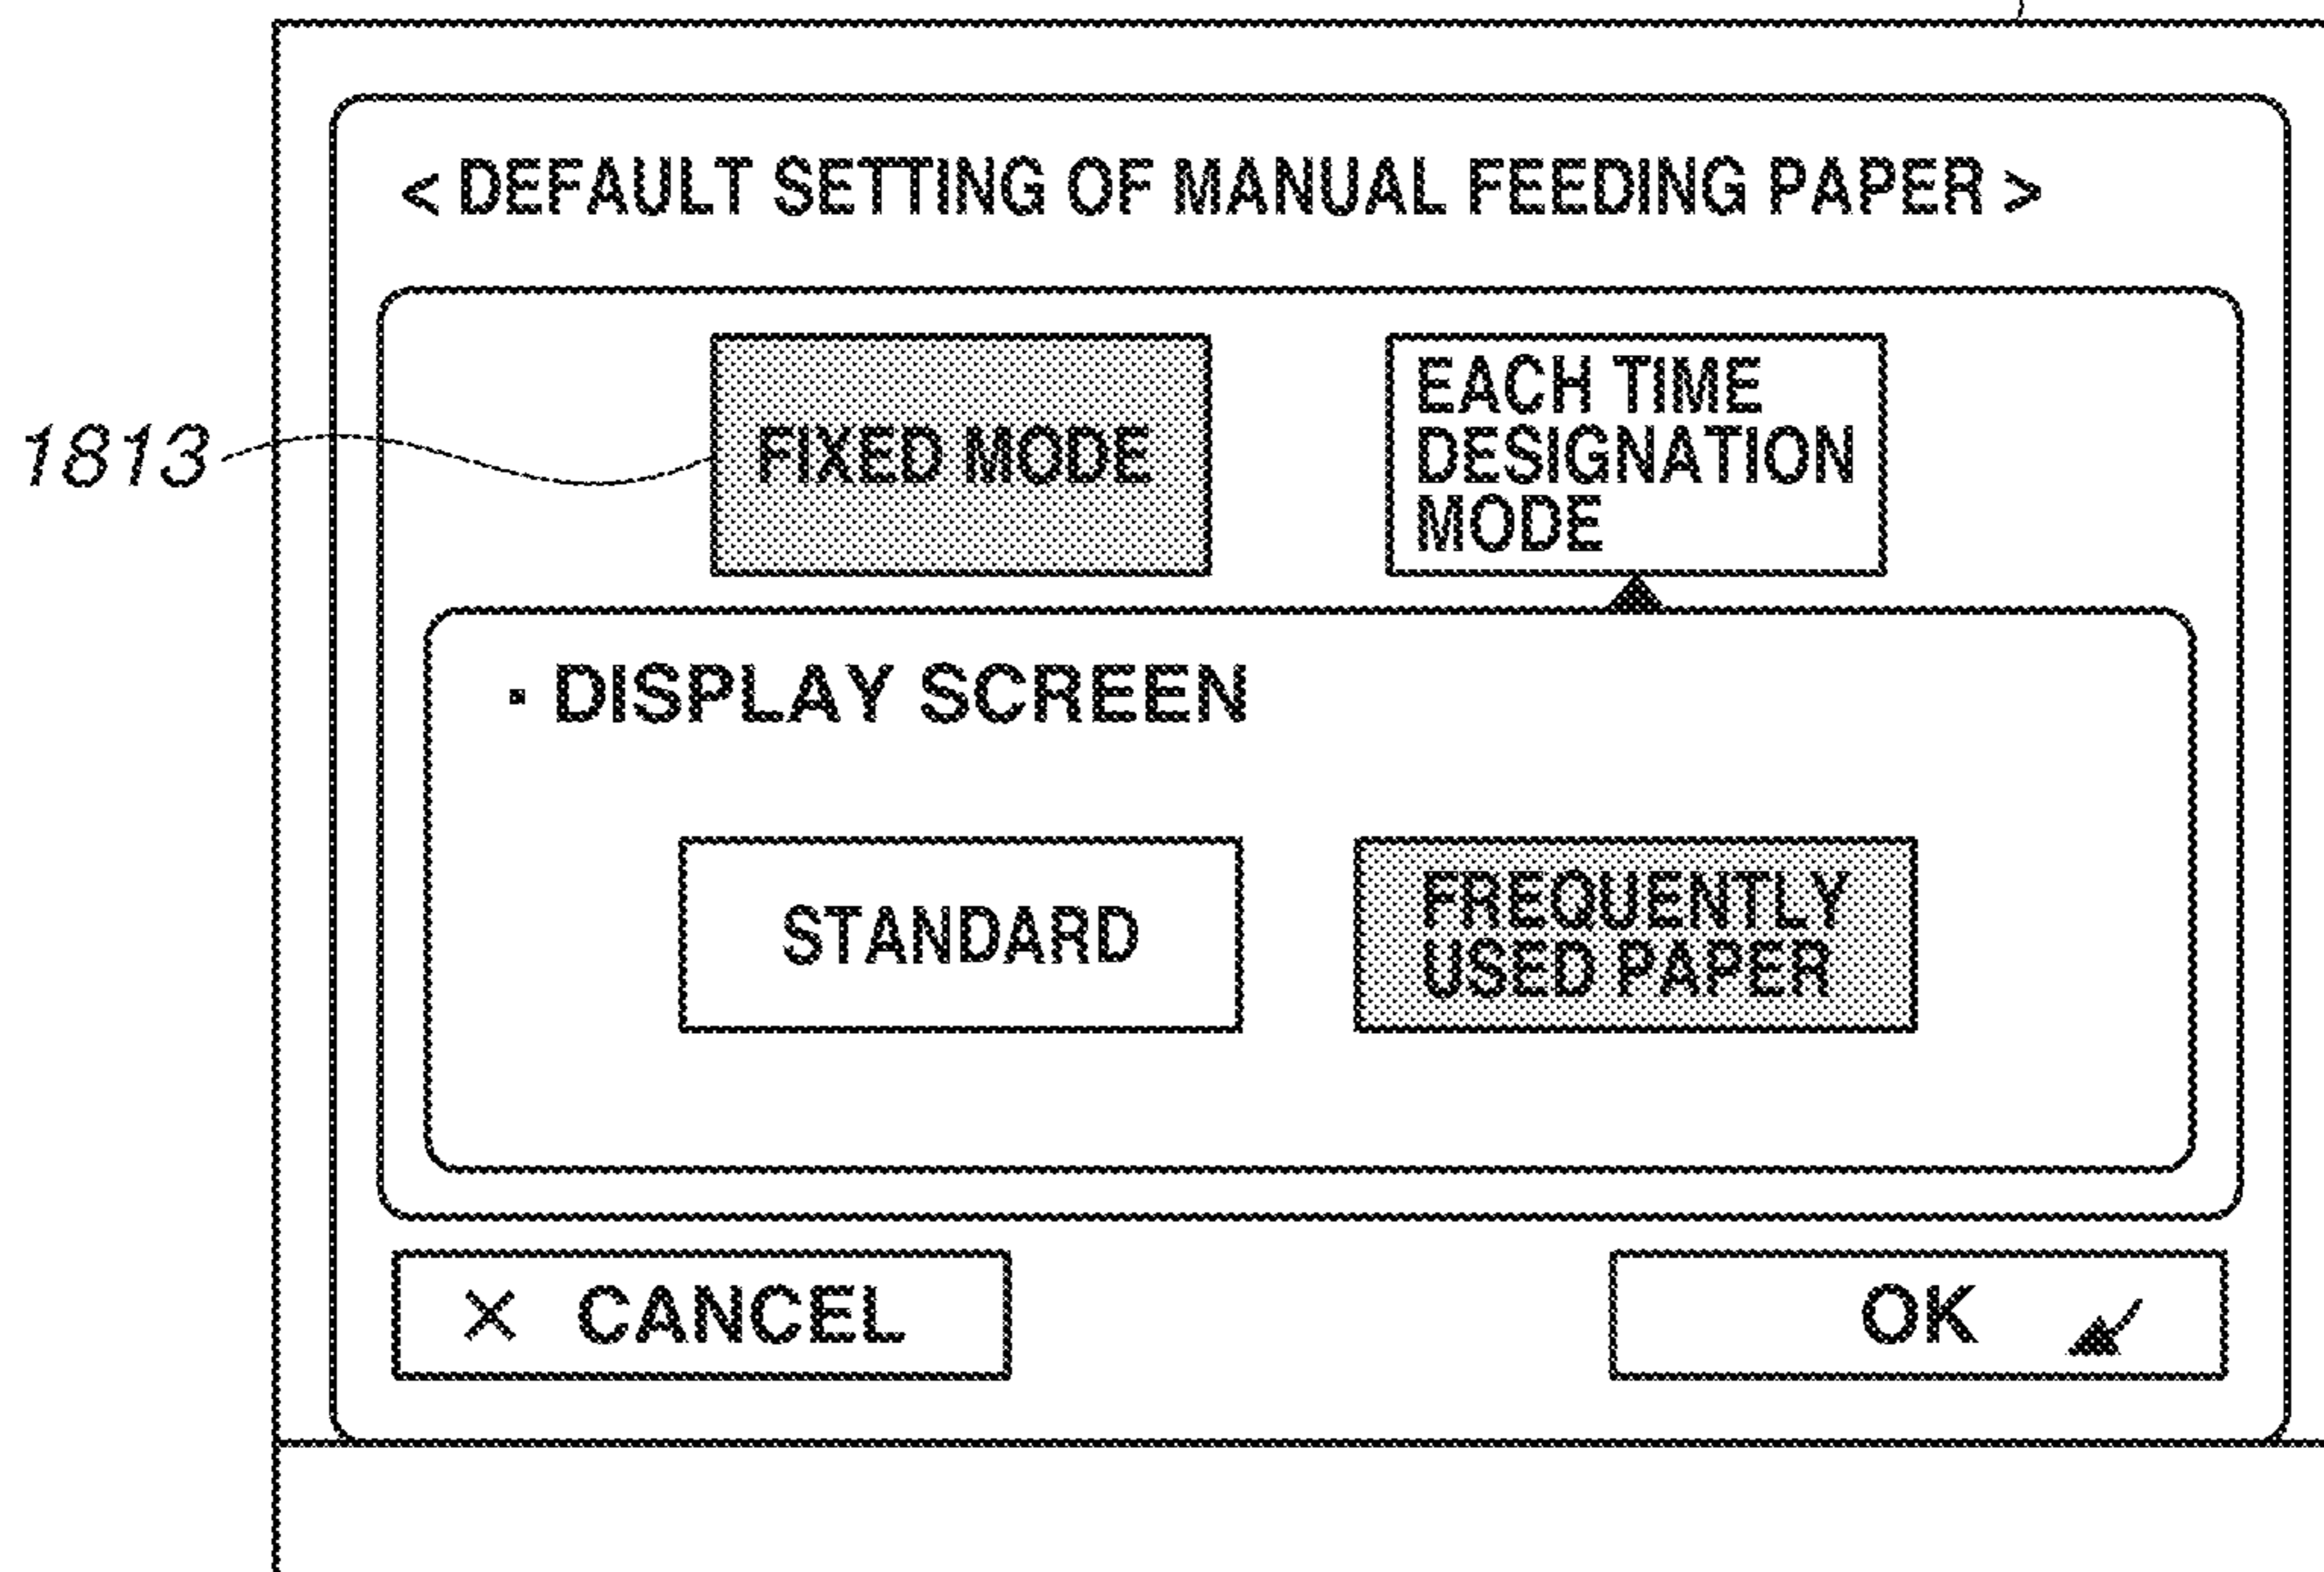 < DEFAULT SETTING OF MANUAL FEEDING PAPER >
1813
FIXED MODE
EACH TIME
DESIGNATION
MODE
· DISPLAY SCREEN
STANDARD
FREQUENTLY
USED PAPER
× CANCEL
OK